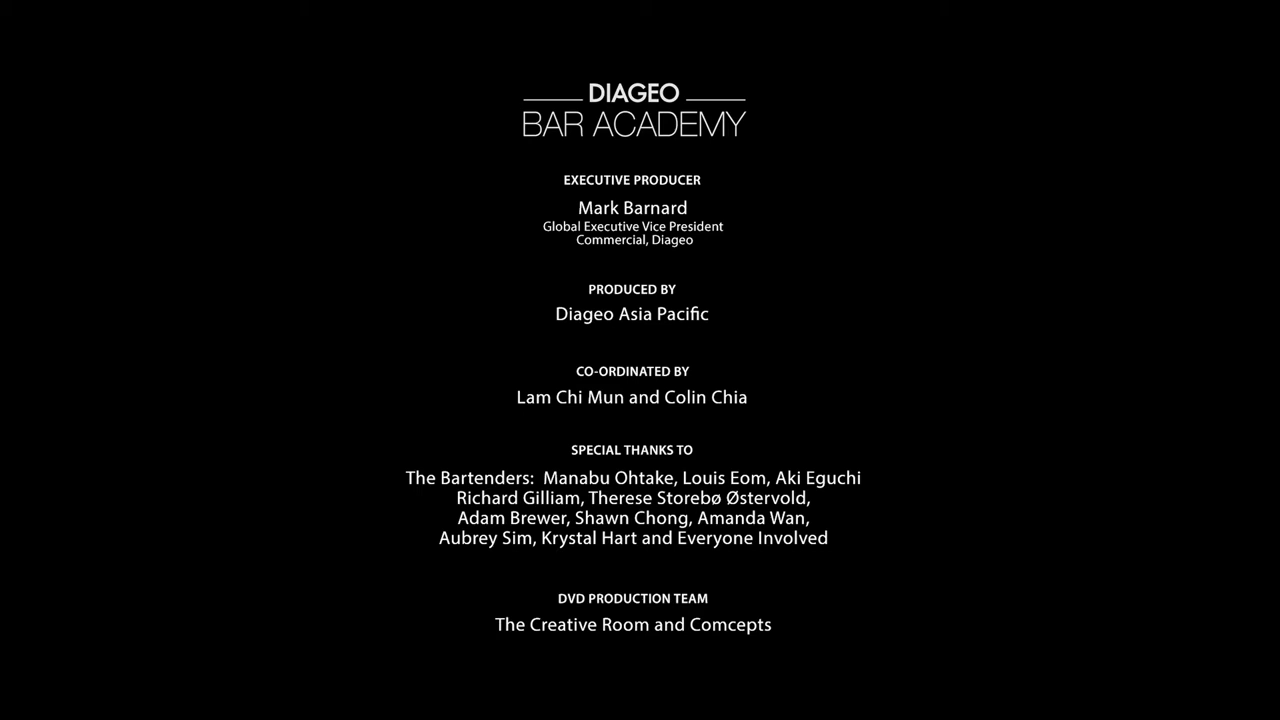 DIAGEO
BAR ACADEMY
EXECUTIVE PRODUCER
Mark Barnard
Global Executive Vice President
Commercial, Diageo
PRODUCED BY
Diageo Asia Pacific
CO-ORDINATED BY
Lam Chi Mun and Colin Chia
SPECIAL THANKS TO
The Bartenders:  Manabu Ohtake, Louis Eom, Aki Eguchi
Richard Gilliam, Therese Storebø Østervold,
Adam Brewer, Shawn Chong, Amanda Wan,
Aubrey Sim, Krystal Hart and Everyone Involved
DVD PRODUCTION TEAM
The Creative Room and Comcepts